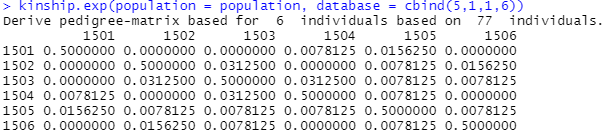 > kinship.exp(population = population, database = cbind(5,1,1,6))
Derive pedigree-matrix based for  6  individuals based on  77  individuals.
          1501      1502      1503      1504      1505      1506
1501 0.5000000 0.0000000 0.0000000 0.0078125 0.0156250 0.0000000
1502 0.0000000 0.5000000 0.0312500 0.0000000 0.0078125 0.0156250
1503 0.0000000 0.0312500 0.5000000 0.0312500 0.0078125 0.0078125
1504 0.0078125 0.0000000 0.0312500 0.5000000 0.0078125 0.0000000
1505 0.0156250 0.0078125 0.0078125 0.0078125 0.5000000 0.0078125
1506 0.0000000 0.0156250 0.0078125 0.0000000 0.0078125 0.5000000